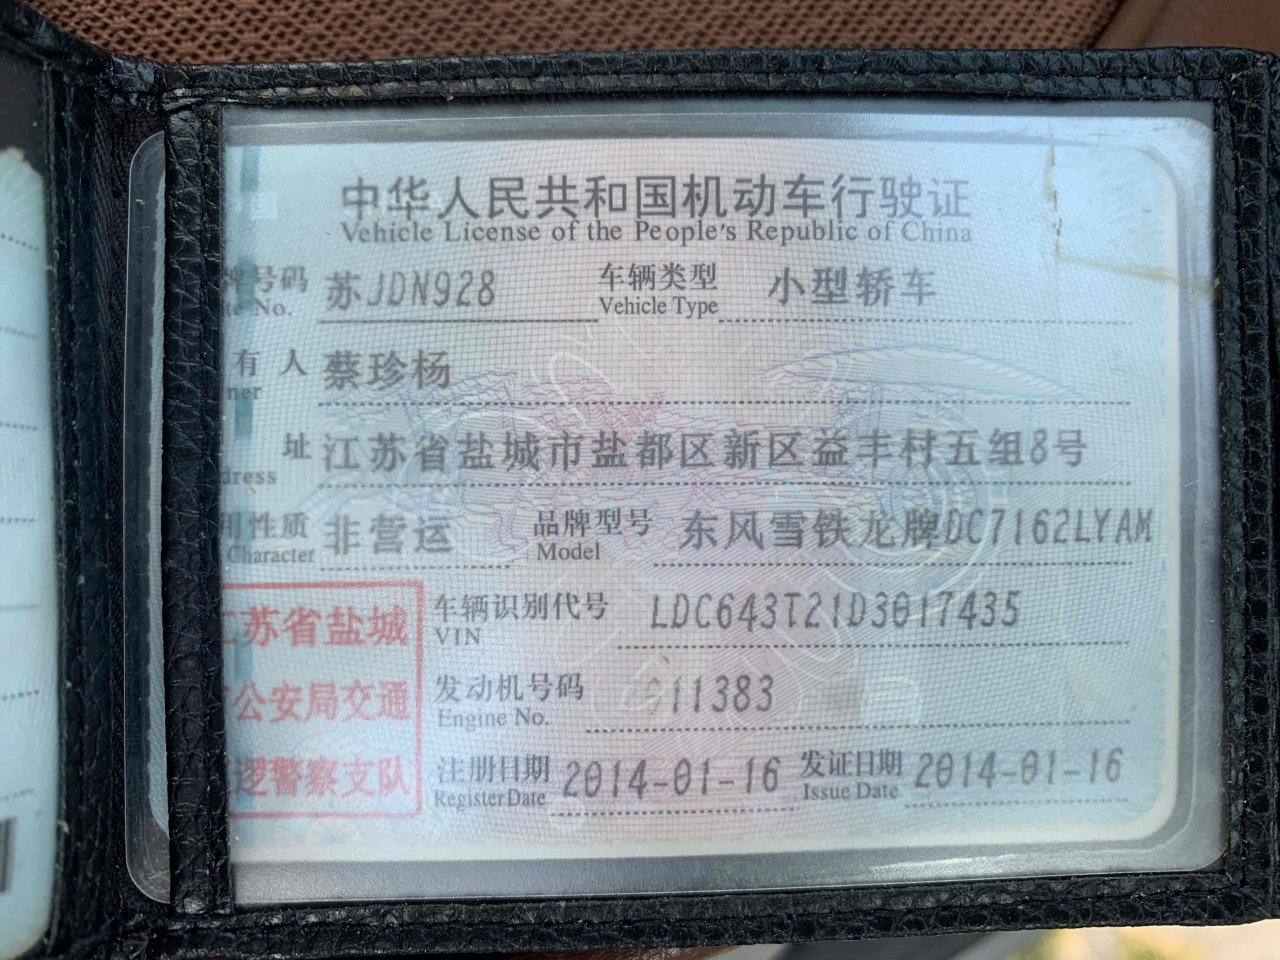 中华人民共和国机动车行驶证
Vehicle License of the People's Republic of China
号码 苏JDN928 车辆类型 小型轿车
No. Vehicle Type
有人 蔡珍杨
址 江苏省盐城市盐都区新区益丰村五组8号
用性质 非营运 品牌型号 东风雪铁龙牌DC7162LYAM
Character Model
江苏省盐城 车辆识别代号 LDC643T21D3017435
VIN
公安局交通 发动机号码 11383
Engine No.
逻警察支队 注册日期 2014-01-16 发证日期 2014-01-16
Register Date Issue Date